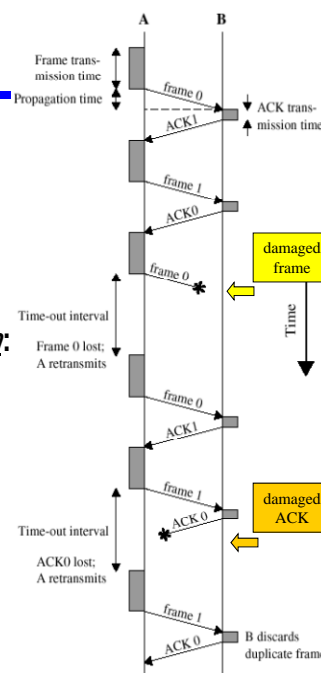 A B
Frame trans-
mission time
Propagation time
frame 0
ACK trans-
mission time
ACK1
frame 1
ACK0
damaged
frame
frame 0
Time
Time-out interval
y:
Frame 0 lost;
A retransmits
frame 0
ACK1
frame 1
damaged
ACK
ACK 0
Time-out interval
ACK0 lost;
A retransmits
frame 1
B discards
duplicate frame
ACK 0